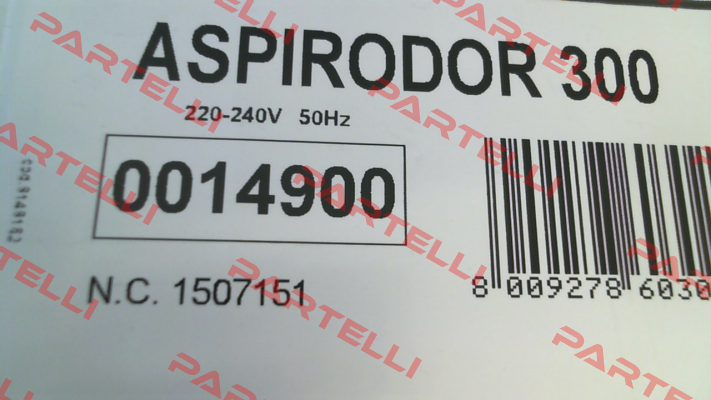 ASPIRODOR 300
220-240V 50Hz
0014900
N.C. 1507151
8 009278 6030
PARTELLI